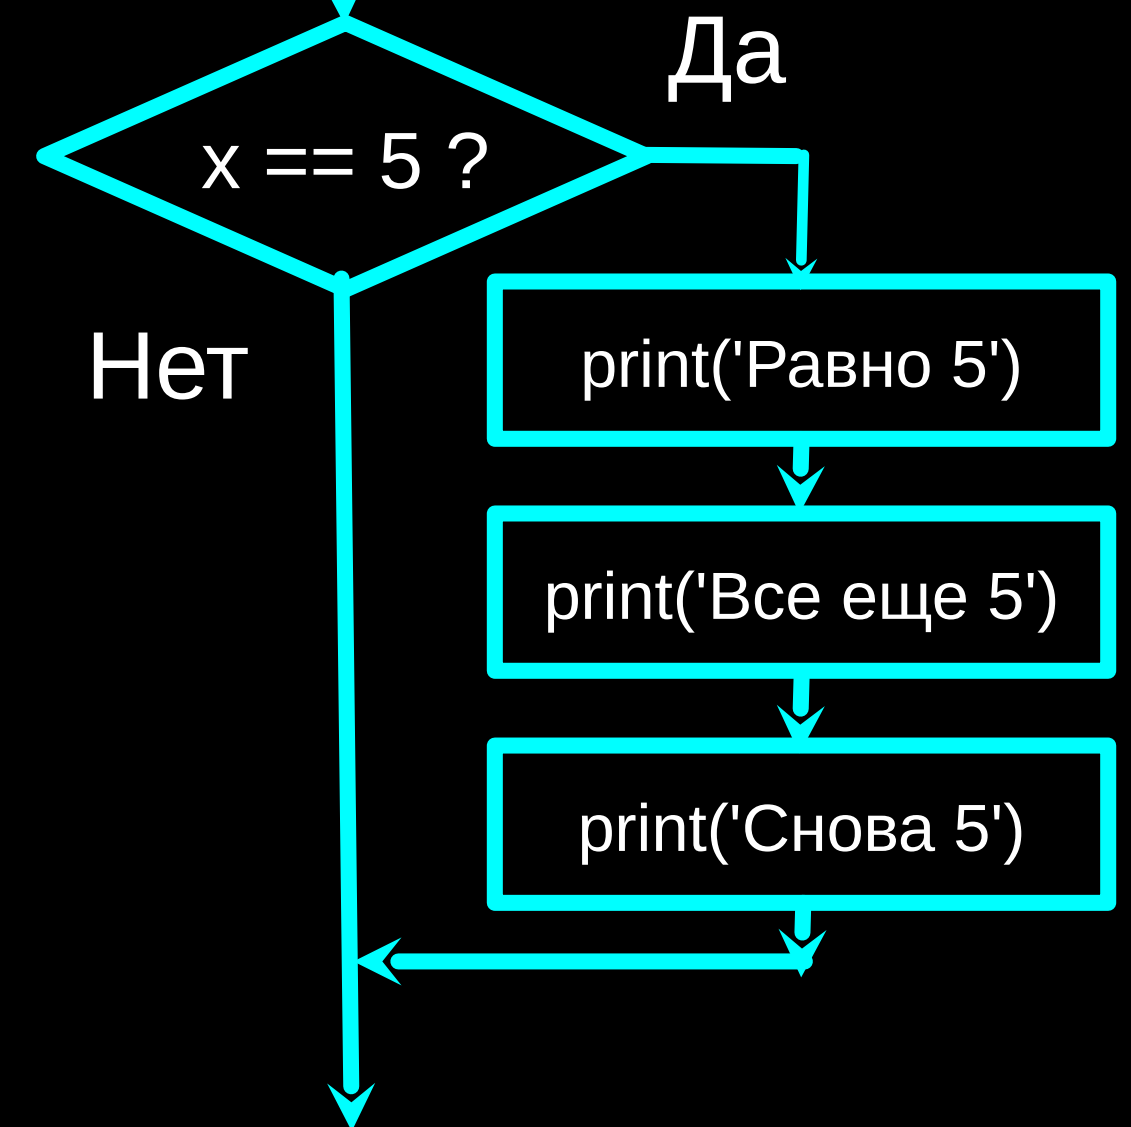 Да
x == 5 ?
Нет
print('Равно 5')
print('Все еще 5')
print('Снова 5')